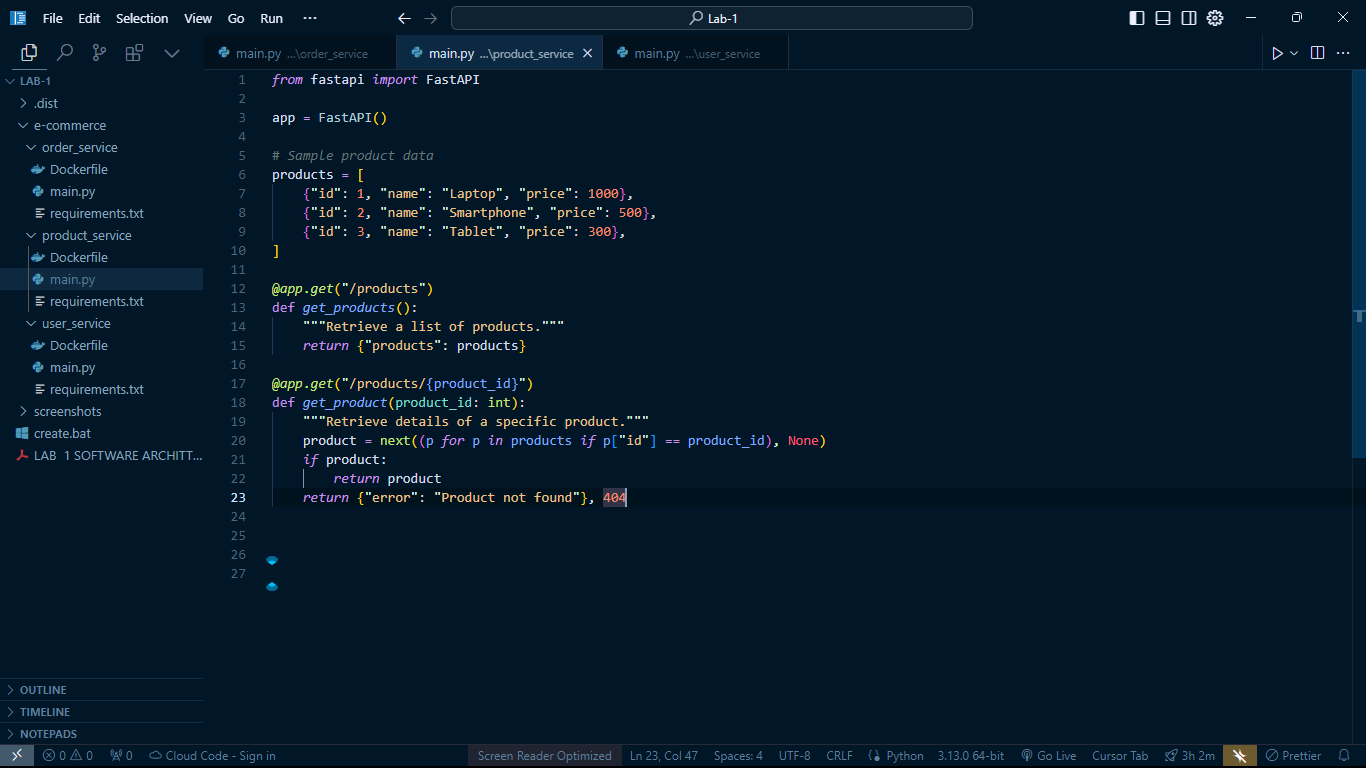 File Edit Selection View Go Run ··· Lab-1
main.py ...\order_service main.py ...\product_service main.py ...\user_service
LAB-1
.dist
e-commerce
order_service
Dockerfile
main.py
requirements.txt
product_service
Dockerfile
main.py
requirements.txt
user_service
Dockerfile
main.py
requirements.txt
screenshots
create.bat
LAB 1 SOFTWARE ARCHITT...
OUTLINE
TIMELINE
NOTEPADS
1 from fastapi import FastAPI
2
3 app = FastAPI()
4
5 # Sample product data
6 products = [
7 {"id": 1, "name": "Laptop", "price": 1000},
8 {"id": 2, "name": "Smartphone", "price": 500},
9 {"id": 3, "name": "Tablet", "price": 300},
10 ]
11
12 @app.get("/products")
13 def get_products():
14 """Retrieve a list of products."""
15 return {"products": products}
16
17 @app.get("/products/{product_id}")
18 def get_product(product_id: int):
19 """Retrieve details of a specific product."""
20 product = next((p for p in products if p["id"] == product_id), None)
21 if product:
22 return product
23 return {"error": "Product not found"}, 404
24
25
26
27
0 0 0 Cloud Code - Sign in Screen Reader Optimized Ln 23, Col 47 Spaces: 4 UTF-8 CRLF Python 3.13.0 64-bit Go Live Cursor Tab 3h 2m Prettier